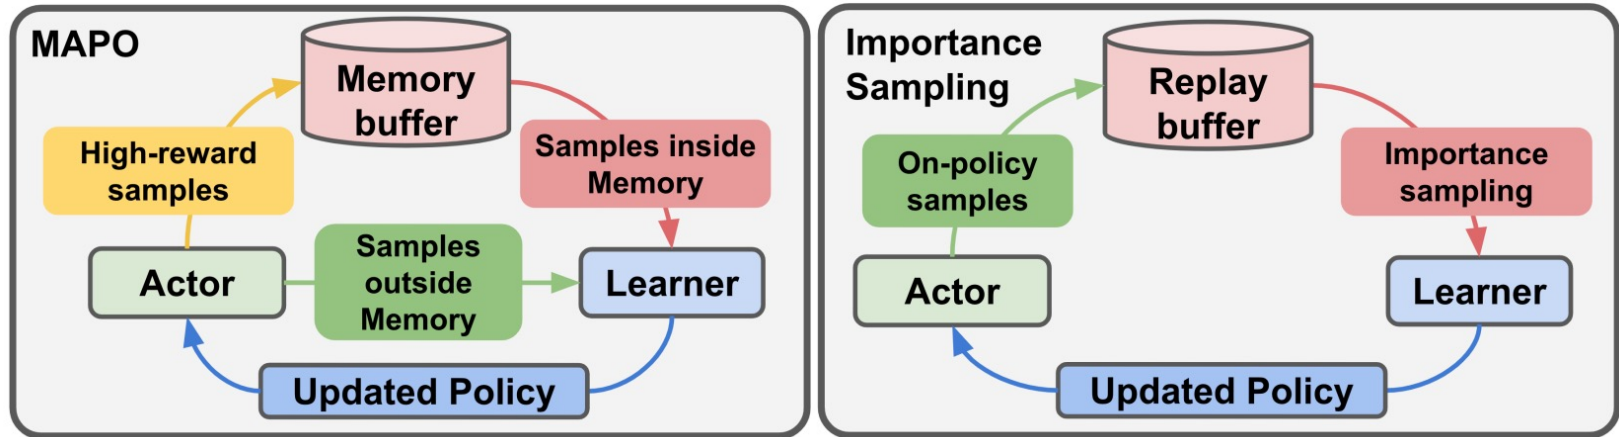 MAPO
Memory
buffer
High-reward
samples
Samples inside
Memory
Actor
Samples
outside
Memory
Learner
Updated Policy
Importance
Sampling
Replay
buffer
On-policy
samples
Importance
sampling
Actor
Learner
Updated Policy